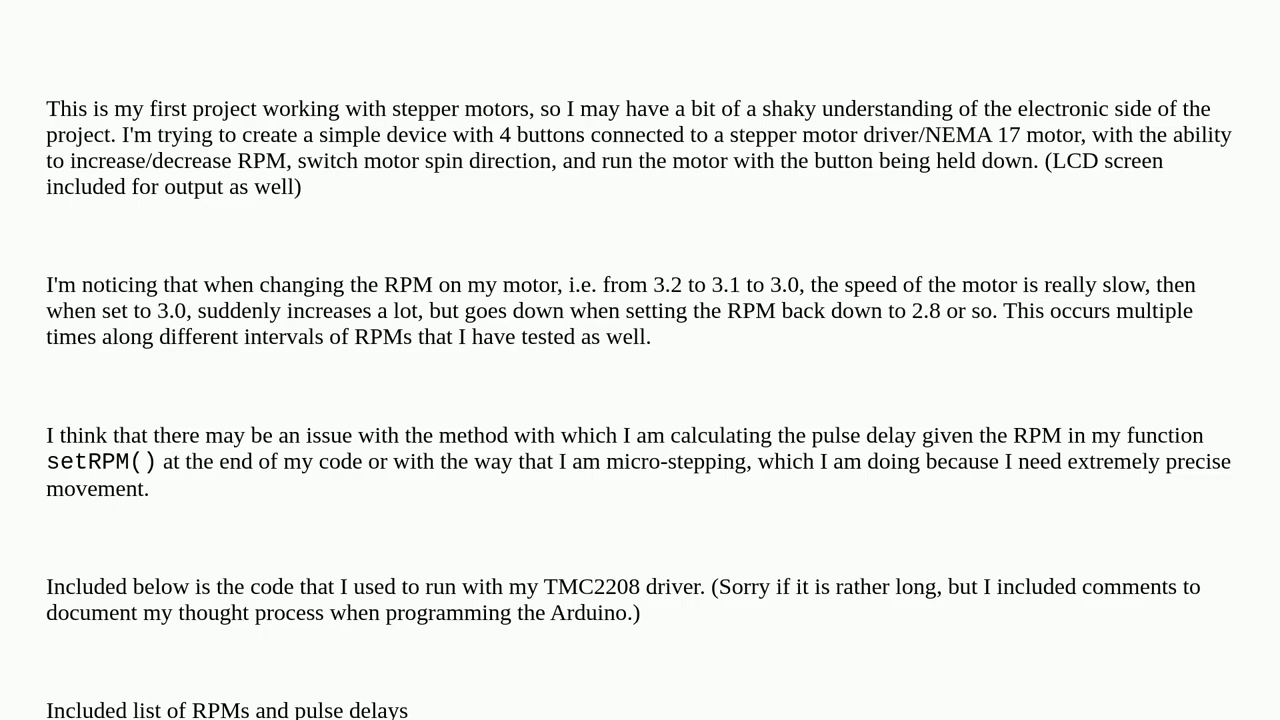 This is my first project working with stepper motors, so I may have a bit of a shaky understanding of the electronic side of the
project. I'm trying to create a simple device with 4 buttons connected to a stepper motor driver/NEMA 17 motor, with the ability
to increase/decrease RPM, switch motor spin direction, and run the motor with the button being held down. (LCD screen
included for output as well)
I'm noticing that when changing the RPM on my motor, i.e. from 3.2 to 3.1 to 3.0, the speed of the motor is really slow, then
when set to 3.0, suddenly increases a lot, but goes down when setting the RPM back down to 2.8 or so. This occurs multiple
times along different intervals of RPMs that I have tested as well.
I think that there may be an issue with the method with which I am calculating the pulse delay given the RPM in my function
setRPM() at the end of my code or with the way that I am micro-stepping, which I am doing because I need extremely precise
movement.
Included below is the code that I used to run with my TMC2208 driver. (Sorry if it is rather long, but I included comments to
document my thought process when programming the Arduino.)
Included list of RPMs and pulse delays